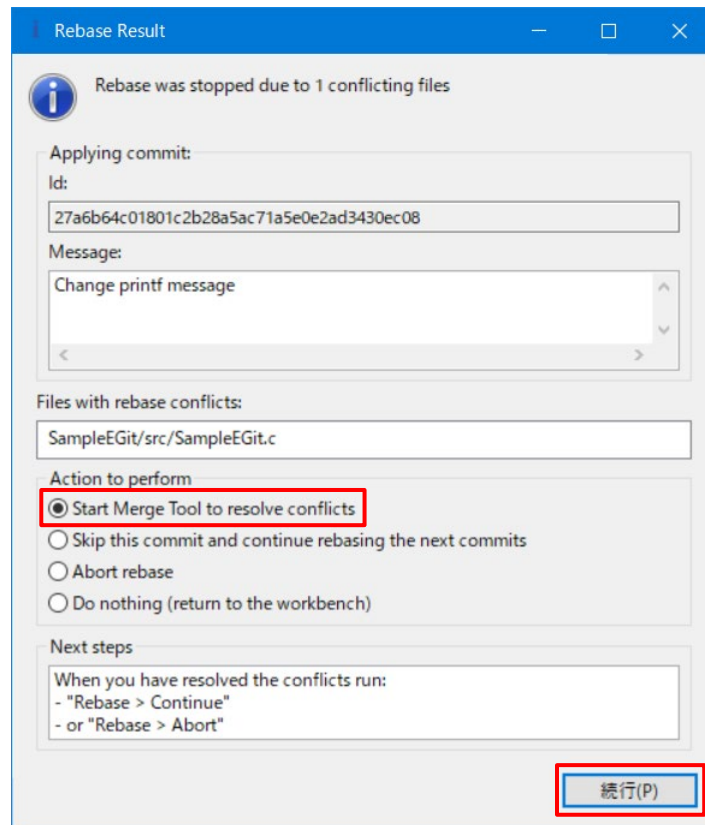 Rebase Result
Rebase was stopped due to 1 conflicting files
Applying commit:
Id:
27a6b64c01801c2b28a5ac71a5e0e2ad3430ec08
Message:
Change printf message
Files with rebase conflicts:
SampleEGit/src/SampleEGit.c
Action to perform
Start Merge Tool to resolve conflicts
Skip this commit and continue rebasing the next commits
Abort rebase
Do nothing (return to the workbench)
Next steps
When you have resolved the conflicts run:
- "Rebase > Continue"
- or "Rebase > Abort"
続行(P)